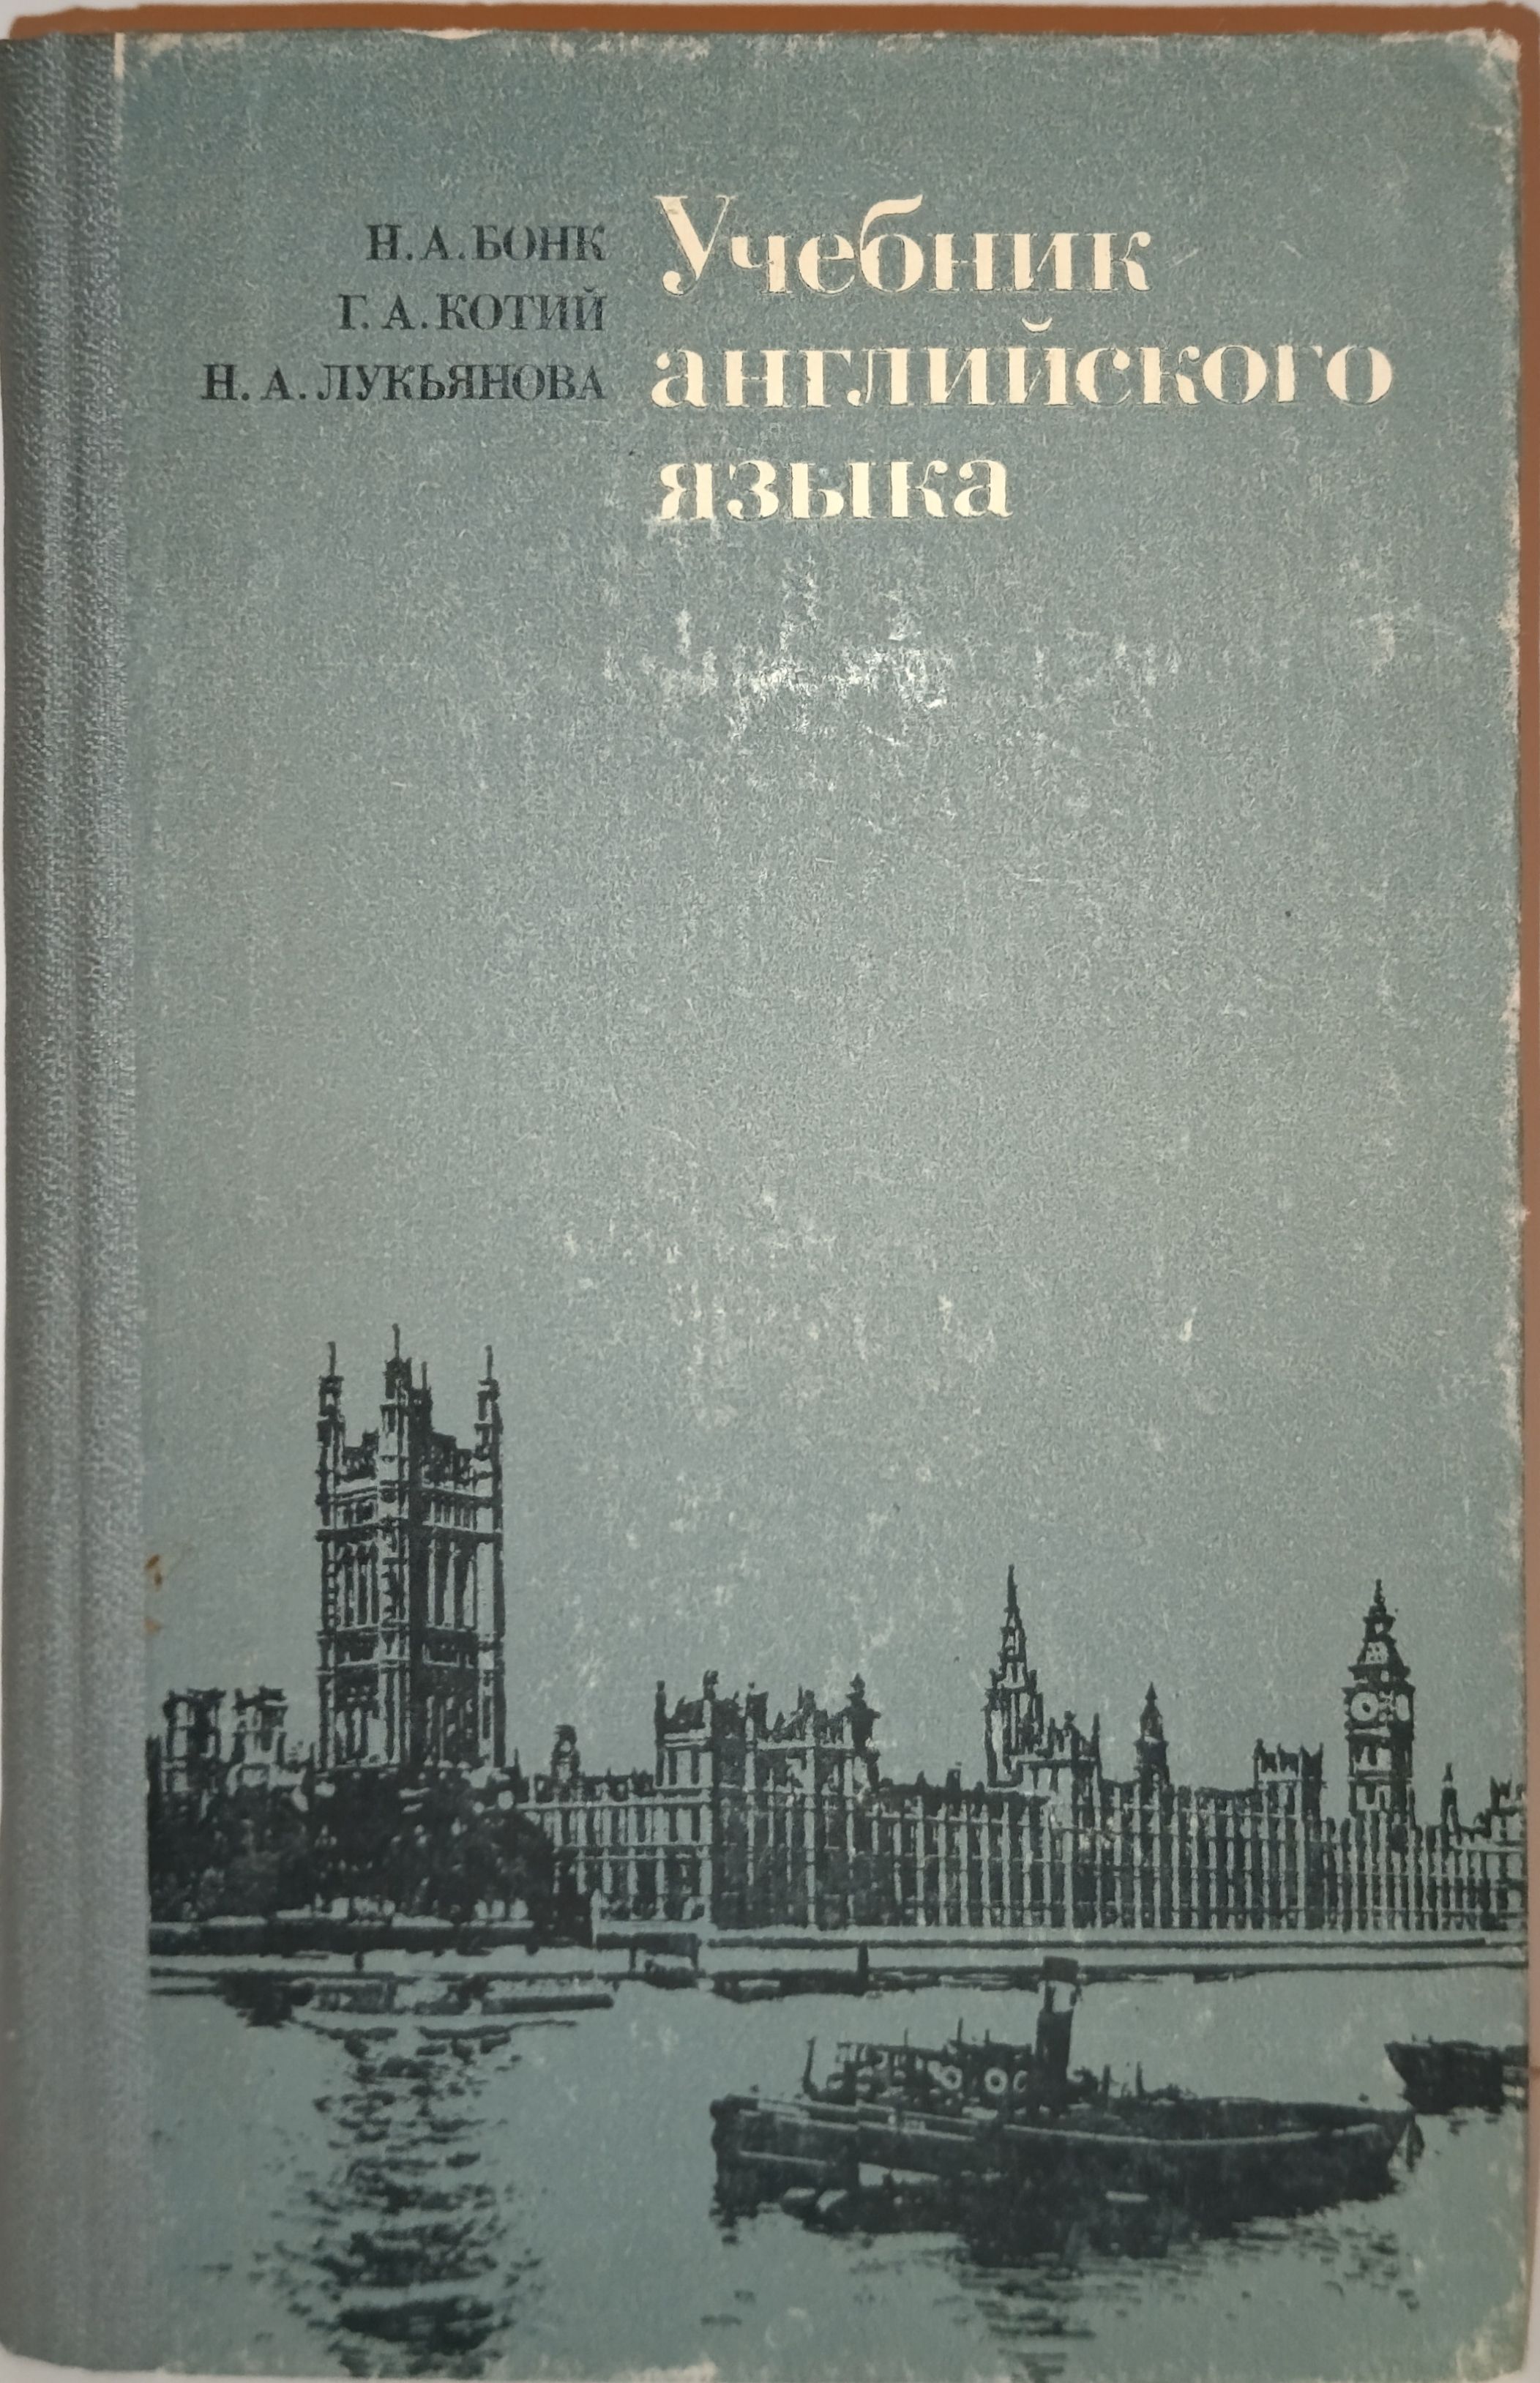 Н. А. БОНК
Г. А. КОТИЙ
Н. А. ЛУКЬЯНОВА
Учебник
английского
языка